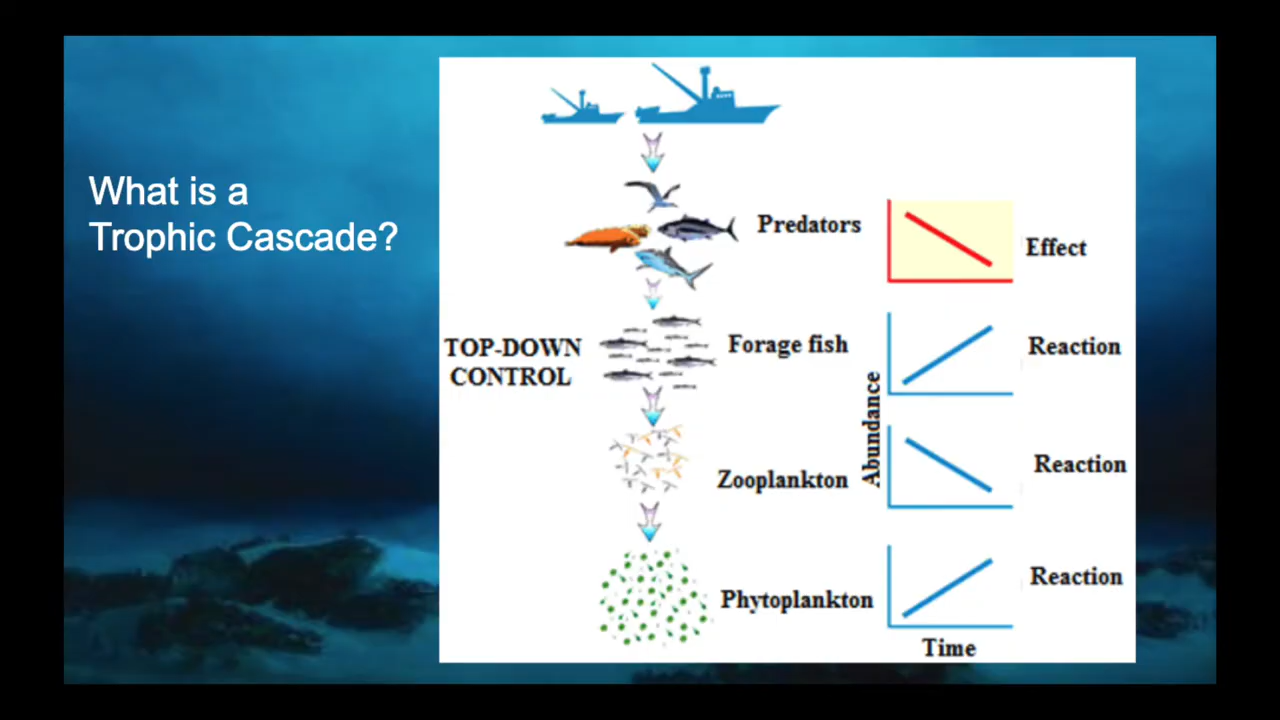 What is a
Trophic Cascade?
Predators
Effect
TOP-DOWN
CONTROL
Forage fish
Reaction
Abundance
Zooplankton
Reaction
Phytoplankton
Reaction
Time